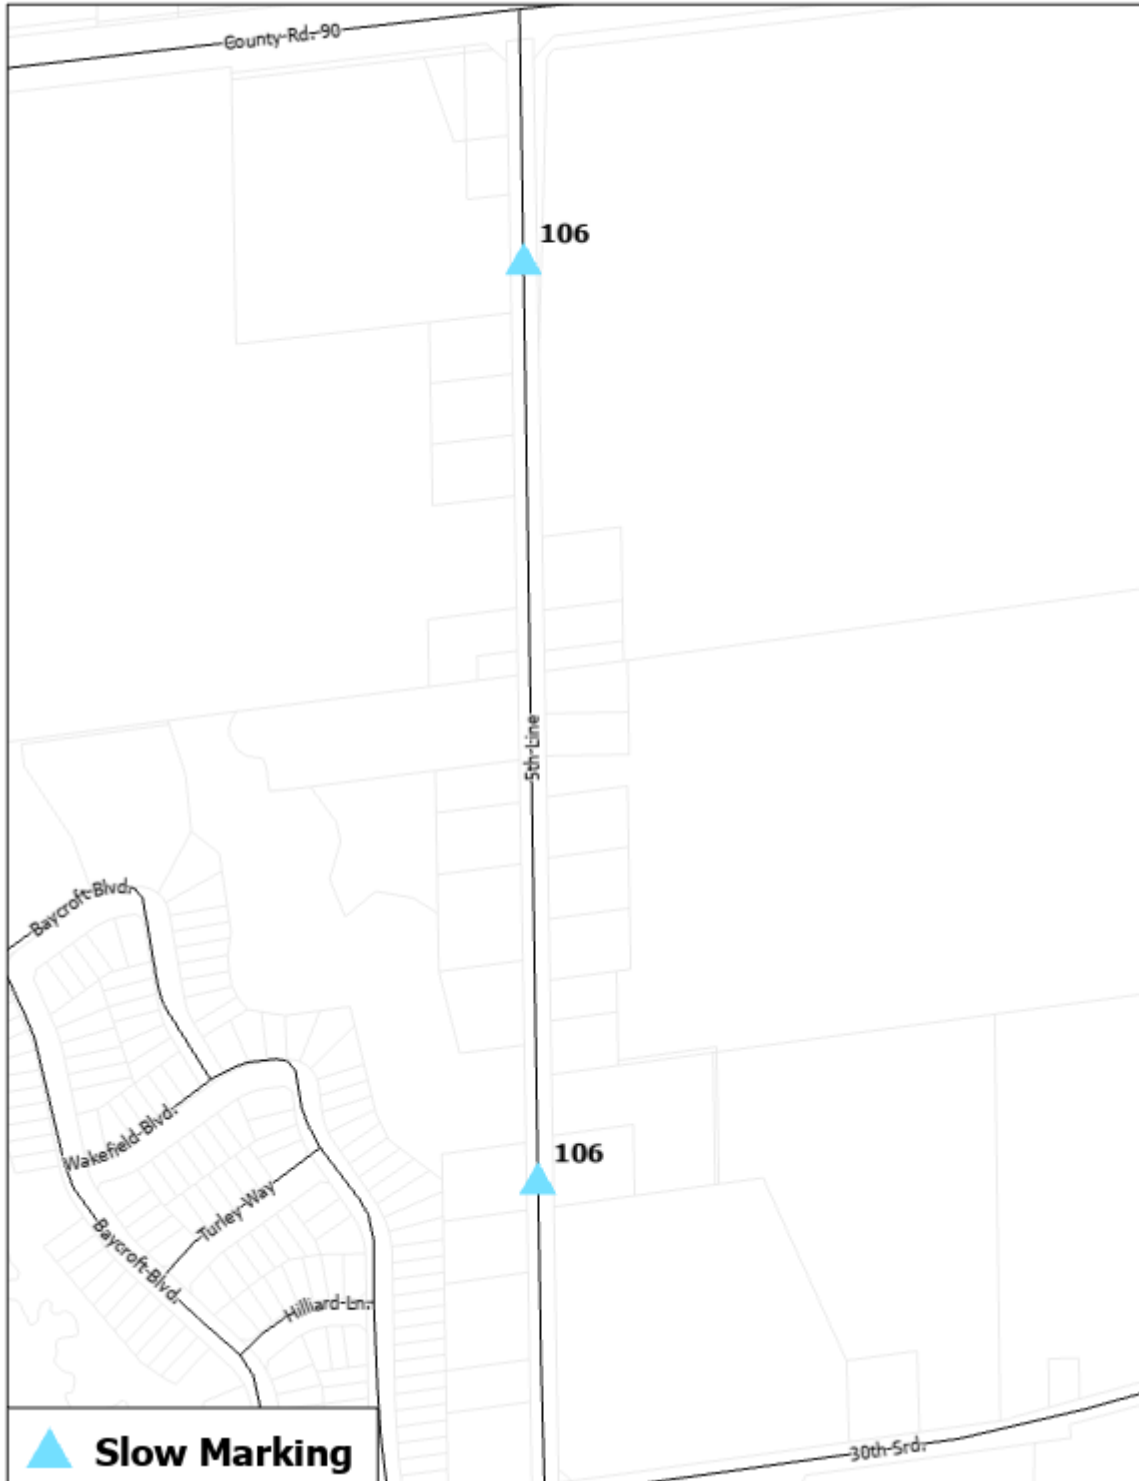 County Rd. 90
106
5th Line
Baycroft Blvd.
Wakefield Blvd.
106
Turley Way
Baycroft Blvd.
Hilliard Ln.
30th Srd.
Slow Marking